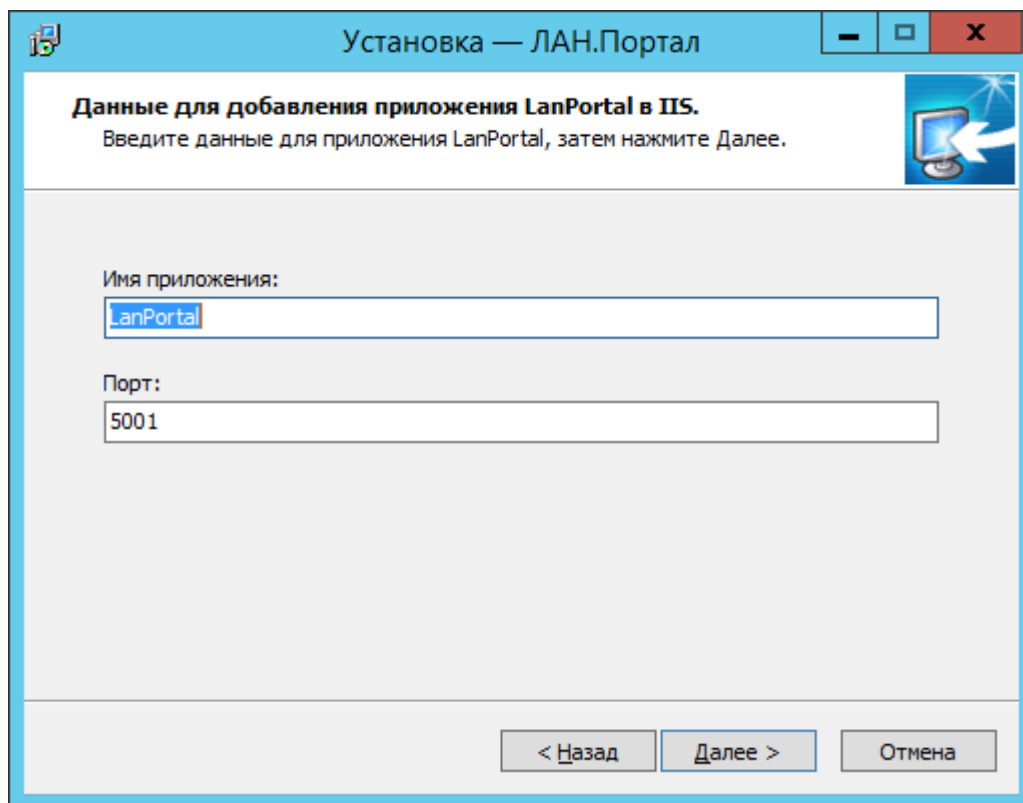 Установка — ЛАН.Портал
Данные для добавления приложения LanPortal в IIS.
Введите данные для приложения LanPortal, затем нажмите Далее.
Имя приложения:
LanPortal
Порт:
5001
< Назад Далее > Отмена